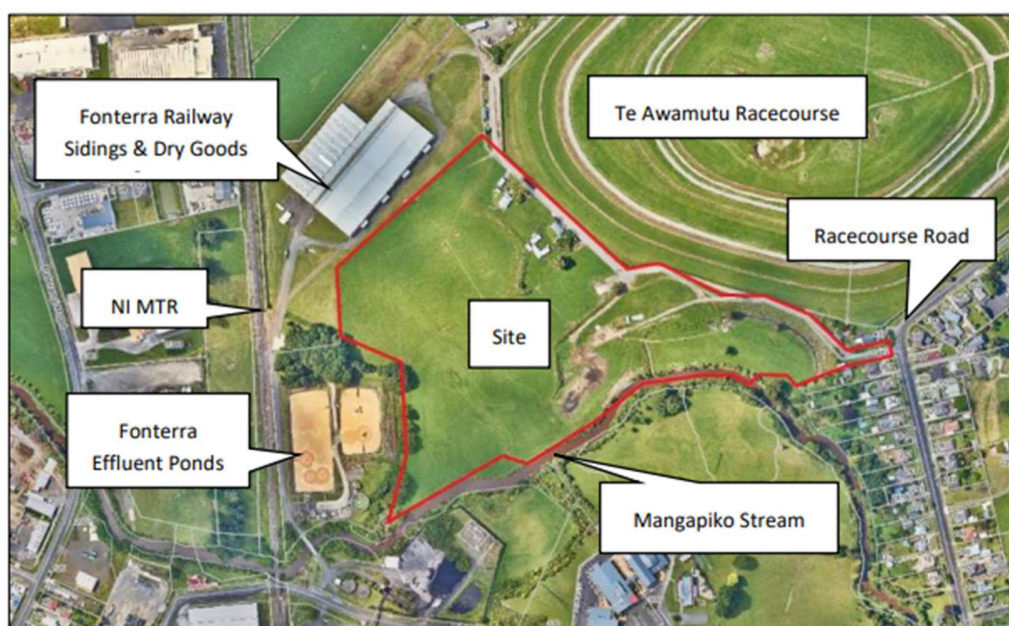 Fonterra Railway
Sidings & Dry Goods
Te Awamutu Racecourse
Racecourse Road
NI MTR
Site
Fonterra
Effluent Ponds
Mangapiko Stream